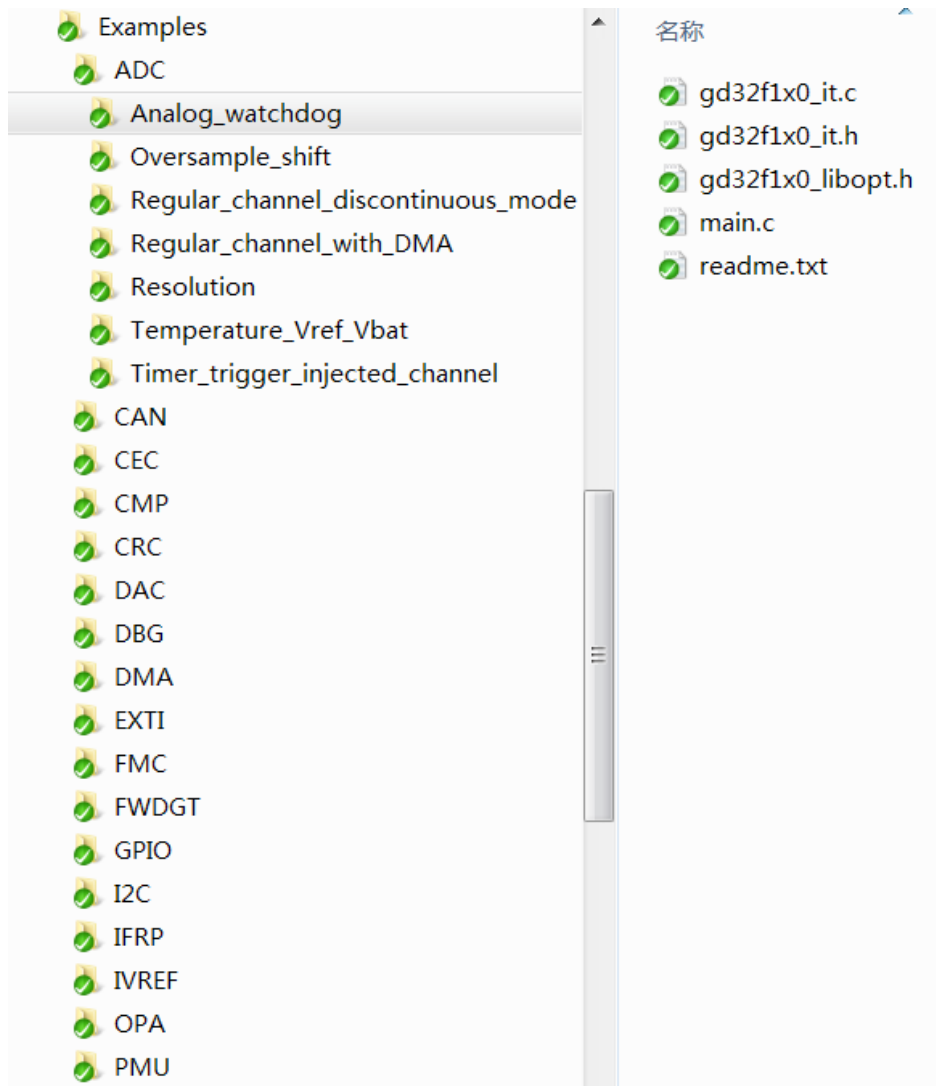 Examples
ADC
Analog_watchdog
Oversample_shift
Regular_channel_discontinuous_mode
Regular_channel_with_DMA
Resolution
Temperature_Vref_Vbat
Timer_trigger_injected_channel
CAN
CEC
CMP
CRC
DAC
DBG
DMA
EXTI
FMC
FWDGT
GPIO
I2C
IFRP
IVREF
OPA
PMU
名称
gd32f1x0_it.c
gd32f1x0_it.h
gd32f1x0_libopt.h
main.c
readme.txt